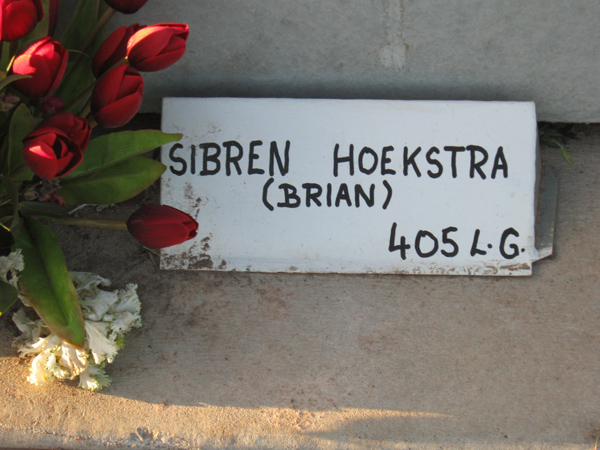 SIBREN HOEKSTRA
(BRIAN)
405 L.G.